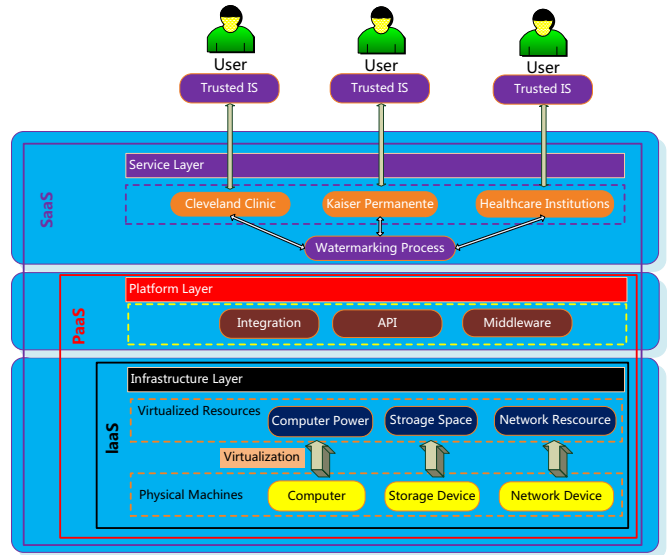 User
User
User
Trusted IS
Trusted IS
Trusted IS
SaaS
Service Layer
Cleveland Clinic
Kaiser Permanente
Healthcare Institutions
Watermarking Process
PaaS
Platform Layer
Integration
API
Middleware
IaaS
Infrastructure Layer
Virtualized Resources
Computer Power
Stroage Space
Network Rescource
Virtualization
Physical Machines
Computer
Storage Device
Network Device